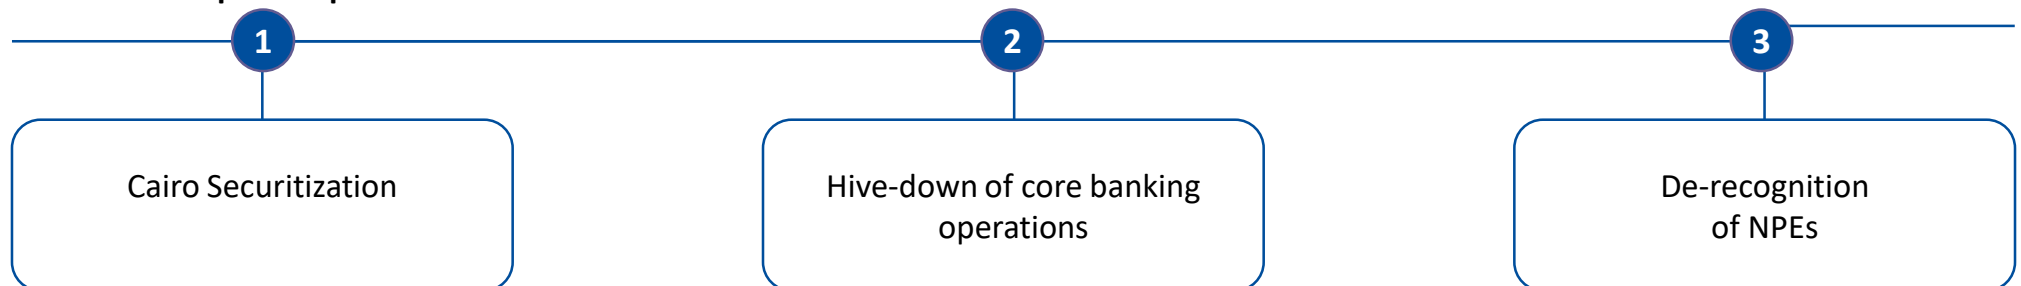 1
2
3
Cairo Securitization
Hive-down of core banking
operations
De-recognition
of NPEs